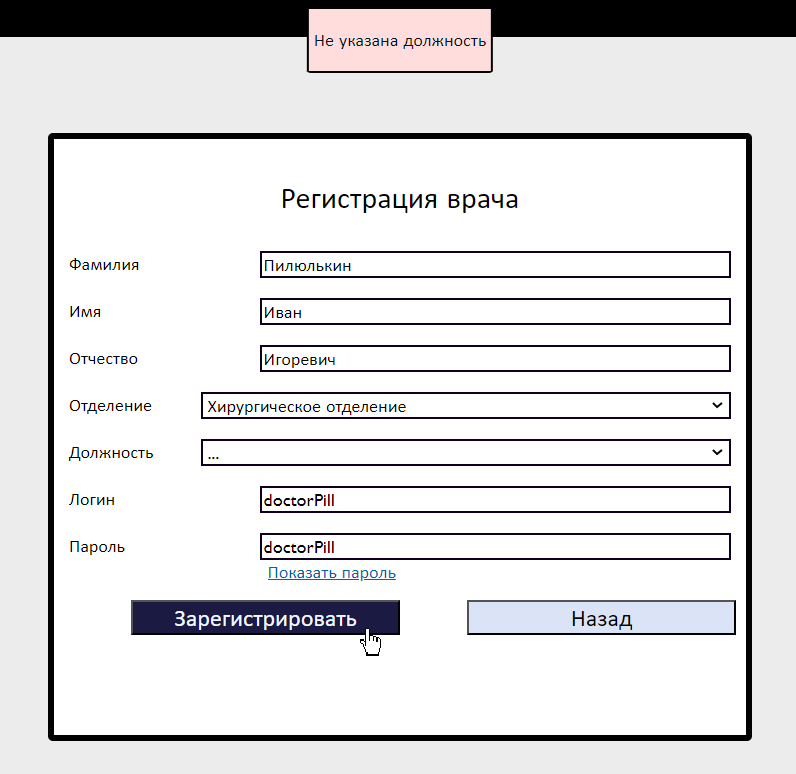 Не указана должность
Регистрация врача
Фамилия Пилюлькин
Имя Иван
Отчество Игоревич
Отделение Хирургическое отделение
Должность ...
Логин doctorPill
Пароль doctorPill
Показать пароль
Зарегистрировать Назад